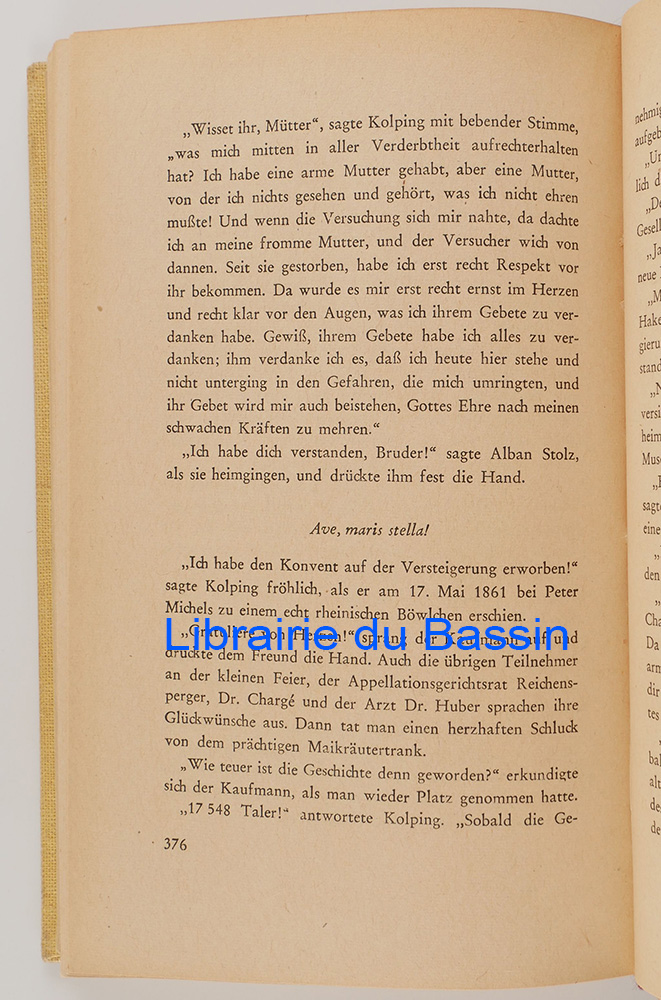 „Wisset ihr, Mütter“, sagte Kolping mit bebender Stimme,
„was mich mitten in aller Verderbtheit aufrechterhalten
hat? Ich habe eine arme Mutter gehabt, aber eine Mutter,
von der ich nichts gesehen und gehört, was ich nicht ehren
mußte! Und wenn die Versuchung sich mir nahte, da dachte
ich an meine fromme Mutter, und der Versucher wich von
dannen. Seit sie gestorben, habe ich erst recht Respekt vor
ihr bekommen. Da wurde es mir erst recht ernst im Herzen
und recht klar vor den Augen, was ich ihrem Gebete zu ver-
danken habe. Gewiß, ihrem Gebete habe ich alles zu ver-
danken; ihm verdanke ich es, daß ich heute hier stehe und
nicht unterging in den Gefahren, die mich umringten, und
ihr Gebet wird mir auch beistehen, Gottes Ehre nach meinen
schwachen Kräften zu mehren.“
„Ich habe dich verstanden, Bruder!“ sagte Alban Stolz,
als sie heimgingen, und drückte ihm fest die Hand.
Ave, maris stella!
„Ich habe den Konvent auf der Versteigerung erworben!“
sagte Kolping fröhlich, als er am 17. Mai 1861 bei Peter
Michels zu einem echt rheinischen Böwlchen erschien.
„Gratuliere von Herzen!“ sprang der Kaufmann auf und
Librairie du Bassin
drückte dem Freund die Hand. Auch die übrigen Teilnehmer
an der kleinen Feier, der Appellationsgerichtsrat Reichens-
perger, Dr. Chargé und der Arzt Dr. Huber sprachen ihre
Glückwünsche aus. Dann tat man einen herzhaften Schluck
von dem prächtigen Maikräutertrank.
„Wie teuer ist die Geschichte denn geworden?“ erkundigte
sich der Kaufmann, als man wieder Platz genommen hatte.
„17 548 Taler!“ antwortete Kolping. „Sobald die Ge-
376